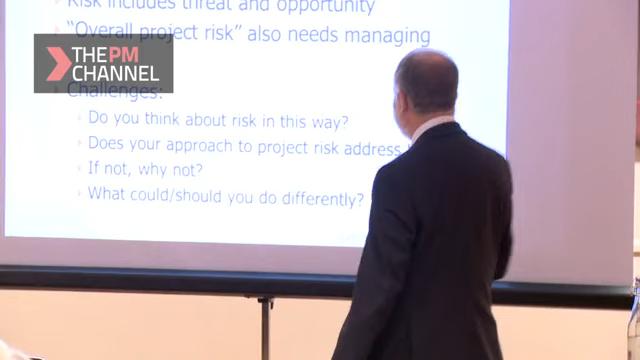 Risk includes threat and opportunity
"Overall project risk" also needs managing
THEPM
CHANNEL
Challenges:
Do you think about risk in this way?
Does your approach to project risk address
If not, why not?
What could/should you do differently?